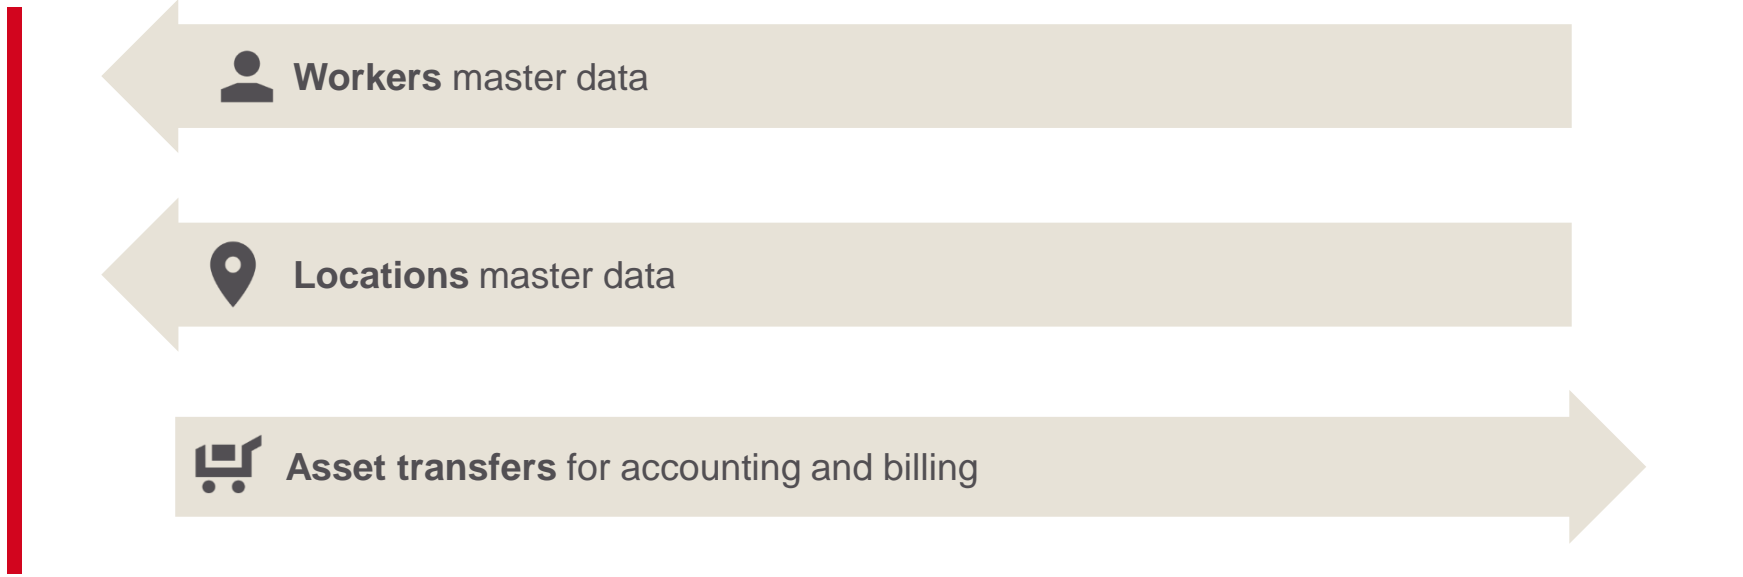 Workers master data
Locations master data
Asset transfers for accounting and billing